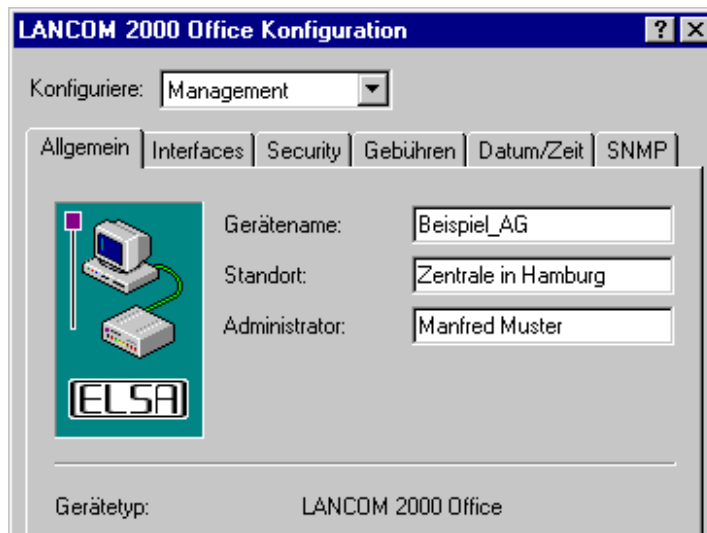 LANCOM 2000 Office Konfiguration
Konfiguriere: Management
Allgemein Interfaces Security Gebühren Datum/Zeit SNMP
Gerätename: Beispiel_AG
Standort: Zentrale in Hamburg
Administrator: Manfred Muster
ELSA
Gerätetyp: LANCOM 2000 Office